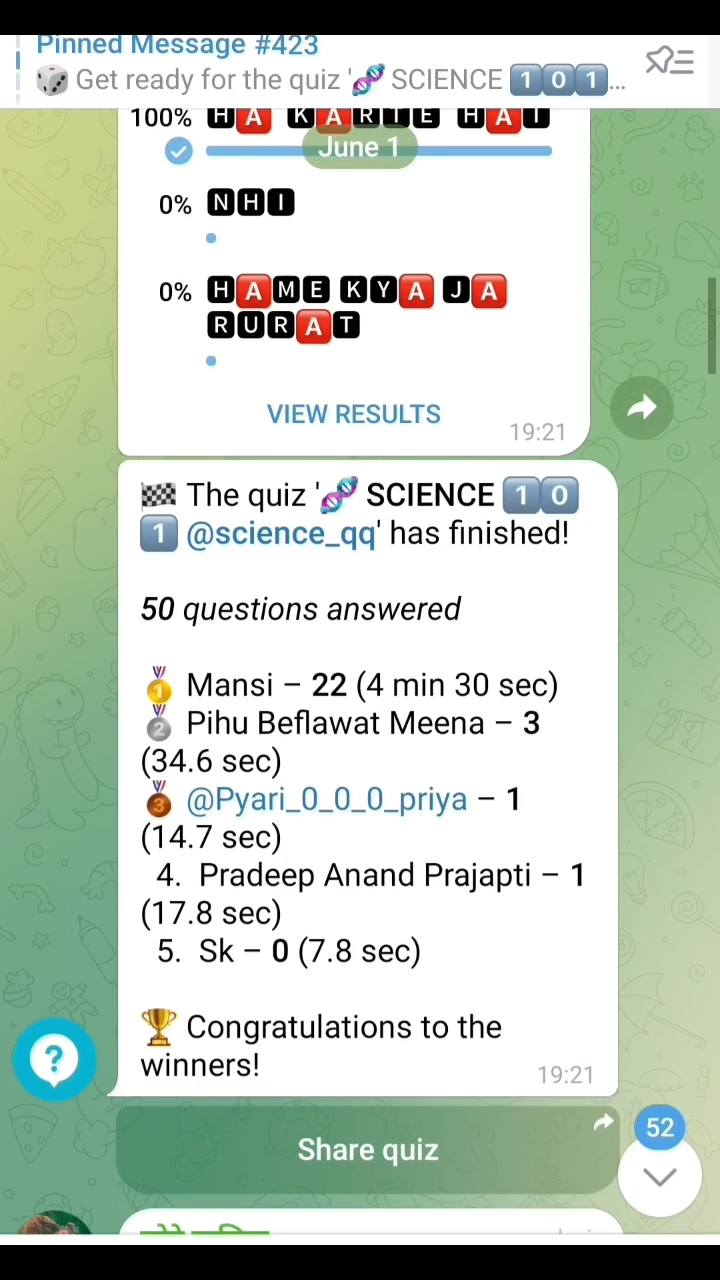 Pinned Message #423
🎲 Get ready for the quiz '🧬 SCIENCE 1️⃣0️⃣1️⃣...
100% HA KARTE HAI
June 1
0% NHI
0% HAME KYA JA
RURAT
VIEW RESULTS
19:21
🏁 The quiz '🧬 SCIENCE 1️⃣0️⃣
1️⃣ @science_qq' has finished!
50 questions answered
🥇 Mansi – 22 (4 min 30 sec)
🥈 Pihu Beflawat Meena – 3
(34.6 sec)
🥉 @Pyari_0_0_0_priya – 1
(14.7 sec)
4. Pradeep Anand Prajapti – 1
(17.8 sec)
5. Sk – 0 (7.8 sec)
🏆 Congratulations to the
winners!
19:21
?
Share quiz
52